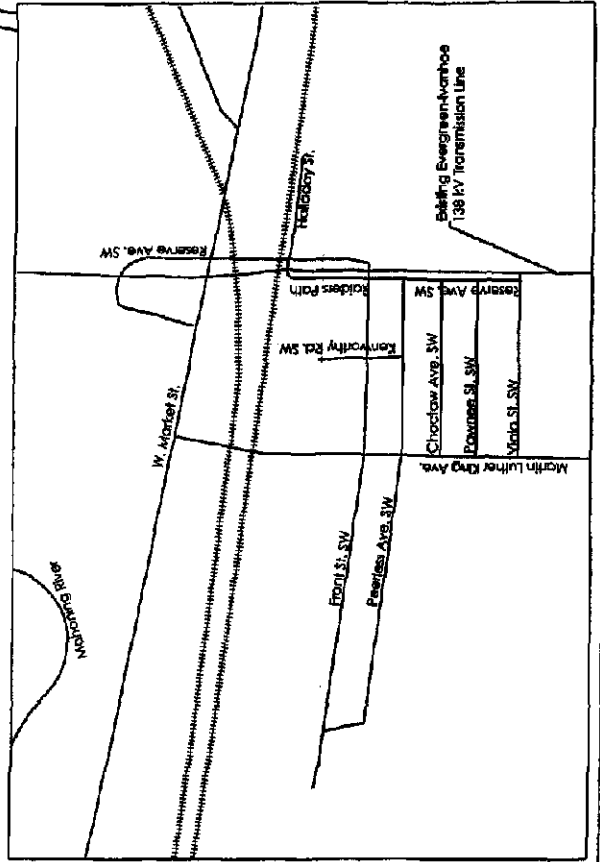 Mahoning River
W. Market St.
Reserve Ave. SW
Halladay St.
Raiders Path
Kenworthy Rd. SW
Existing Evergreen-Ivanhoe
138 kV Transmission Line
Reserve Ave. SW
Choctaw Ave. SW
Pawnee St. SW
Viola St. SW
Martin Luther King Ave.
Front St. SW
Peerless Ave. SW